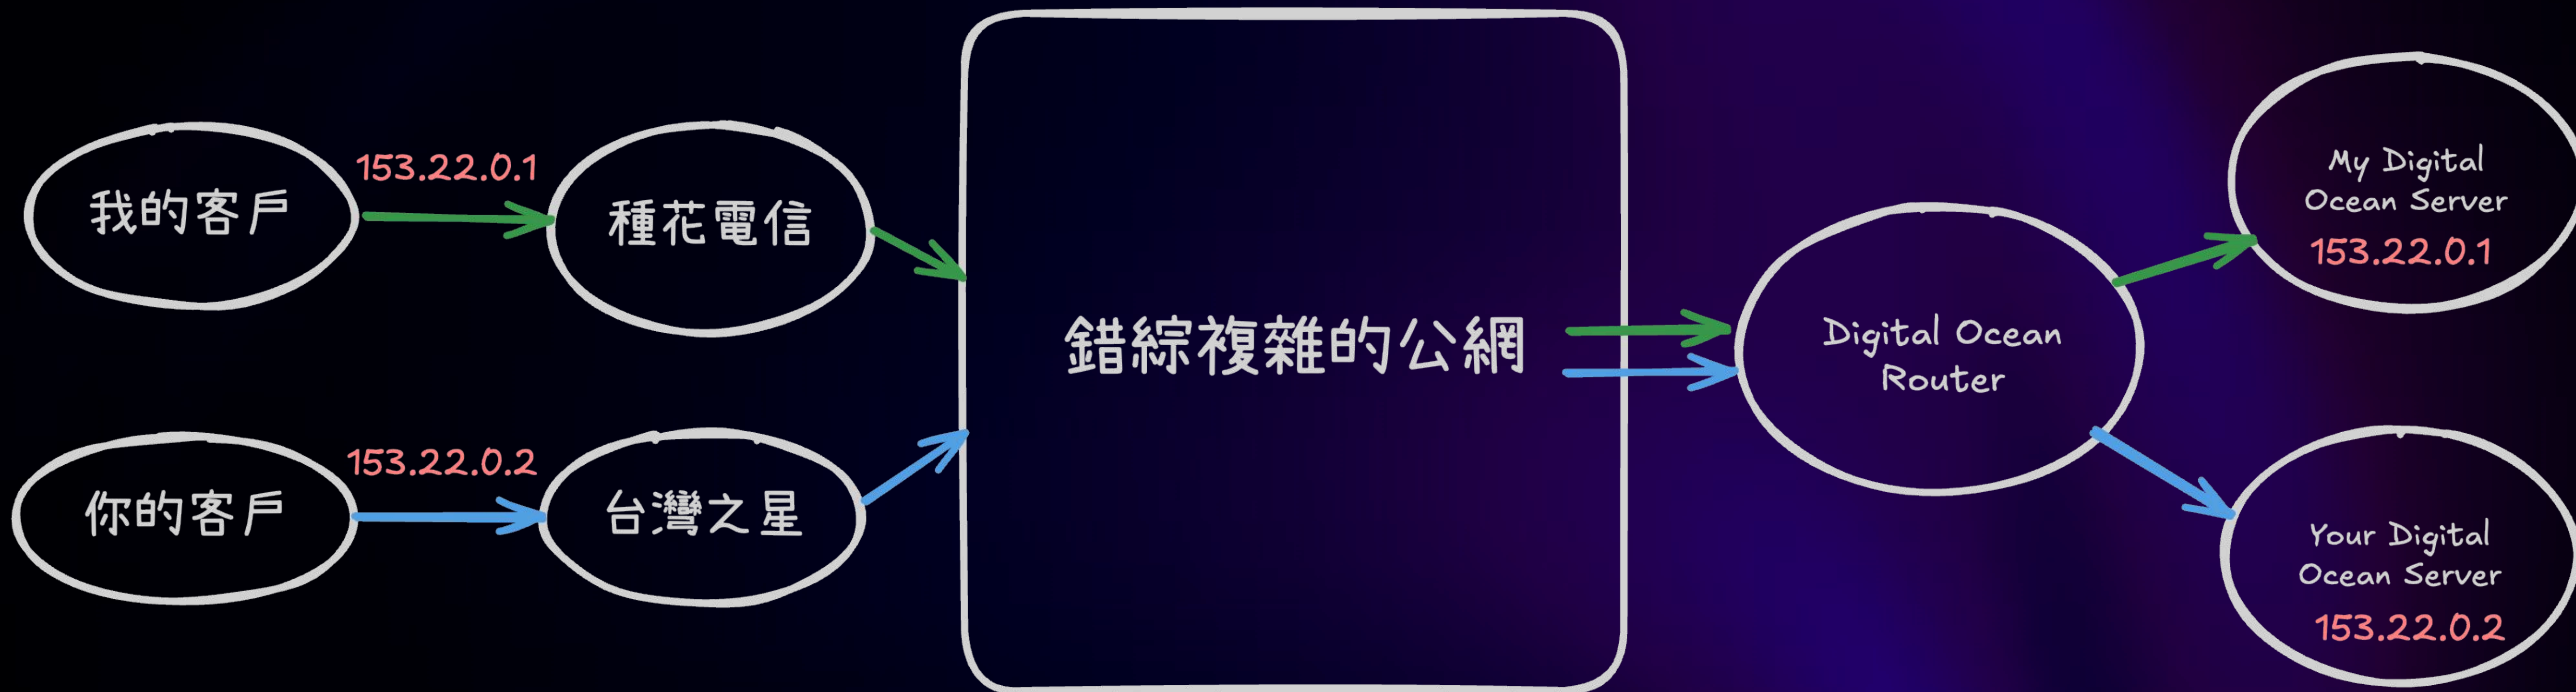 我的客戶
153.22.0.1
種花電信
你的客戶
153.22.0.2
台灣之星
錯綜複雜的公網
Digital Ocean
Router
My Digital
Ocean Server
153.22.0.1
Your Digital
Ocean Server
153.22.0.2